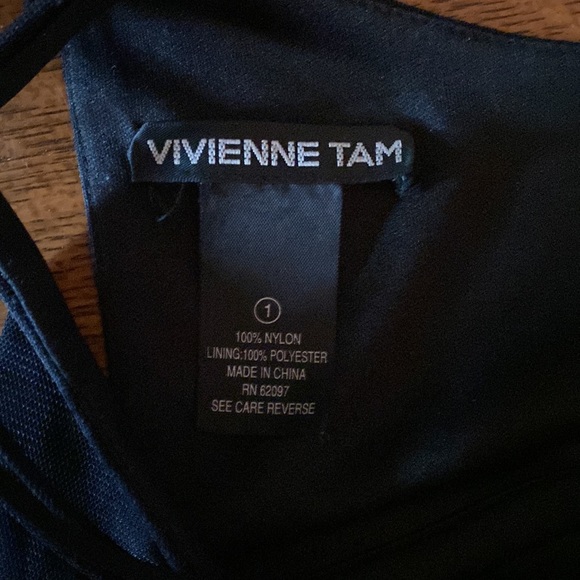 VIVIENNE TAM
1
100% NYLON
LINING:100% POLYESTER
MADE IN CHINA
RN 62097
SEE CARE REVERSE